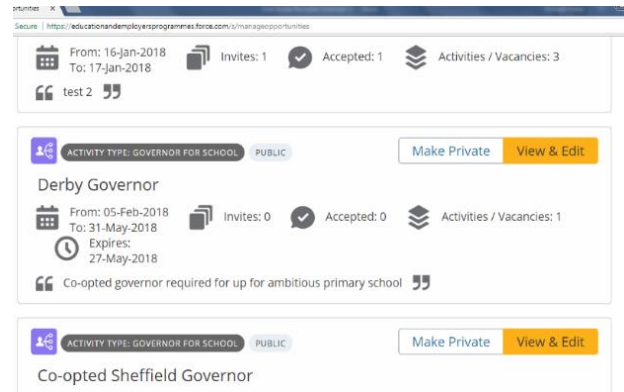 ortunities
Secure https://educationandemployersprogrammes.force.com/s/manageopportunities
From: 16-Jan-2018
To: 17-Jan-2018
Invites: 1
Accepted: 1
Activities / Vacancies: 3
test 2
ACTIVITY TYPE: GOVERNOR FOR SCHOOL
PUBLIC
Make Private
View & Edit
Derby Governor
From: 05-Feb-2018
To: 31-May-2018
Invites: 0
Accepted: 0
Activities / Vacancies: 1
Expires:
27-May-2018
Co-opted governor required for up for ambitious primary school
ACTIVITY TYPE: GOVERNOR FOR SCHOOL
PUBLIC
Make Private
View & Edit
Co-opted Sheffield Governor